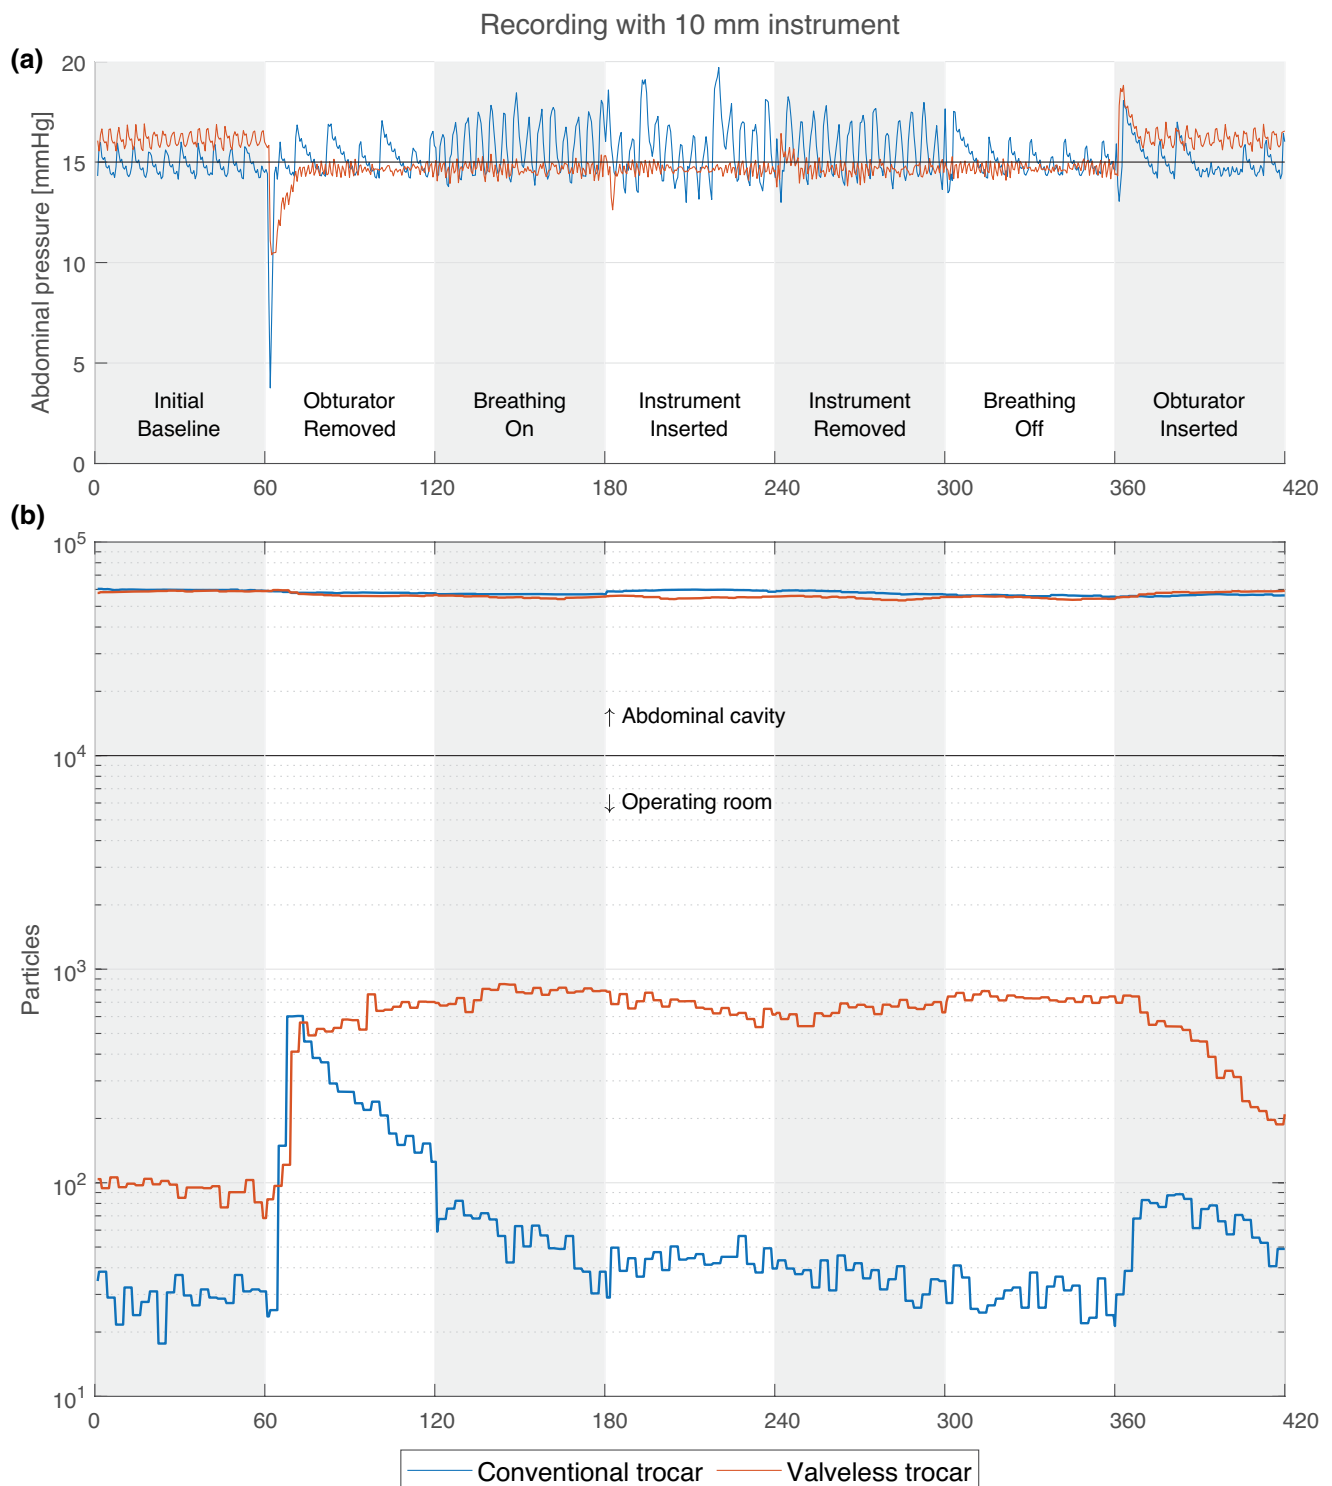 Recording with 10 mm instrument
(a)
Abdominal pressure [mmHg]
20
15
10
5
0
Initial
Baseline
Obturator
Removed
Breathing
On
Instrument
Inserted
Instrument
Removed
Breathing
Off
Obturator
Inserted
0 60 120 180 240 300 360 420
(b)
Particles
10^5
10^4
10^3
10^2
10^1
↑ Abdominal cavity
↓ Operating room
0 60 120 180 240 300 360 420
Conventional trocar Valveless trocar